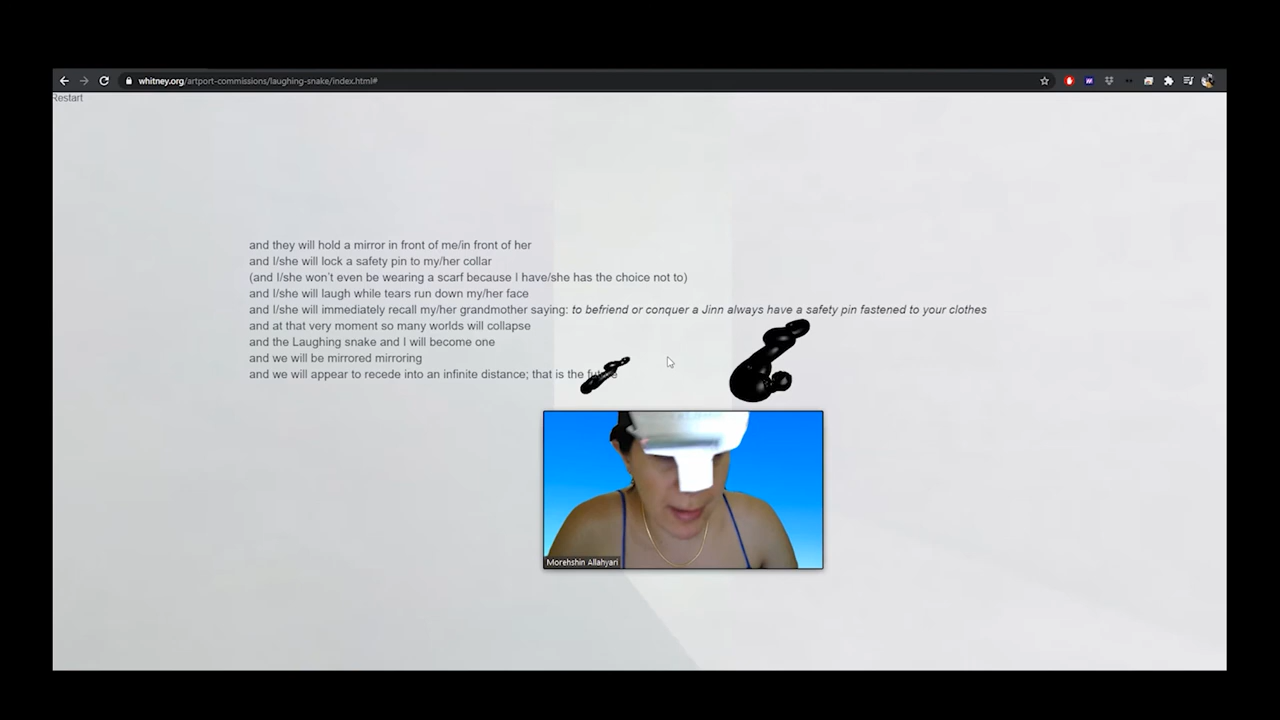 whitney.org/artport-commissions/laughing-snake/index.html#
Restart
and they will hold a mirror in front of me/in front of her
and I/she will lock a safety pin to my/her collar
(and I/she won't even be wearing a scarf because I have/she has the choice not to)
and I/she will laugh while tears run down my/her face
and I/she will immediately recall my/her grandmother saying: to befriend or conquer a Jinn always have a safety pin fastened to your clothes
and at that very moment so many worlds will collapse
and the Laughing snake and I will become one
and we will be mirrored mirroring
and we will appear to recede into an infinite distance; that is the future
Morehshin Allahyari